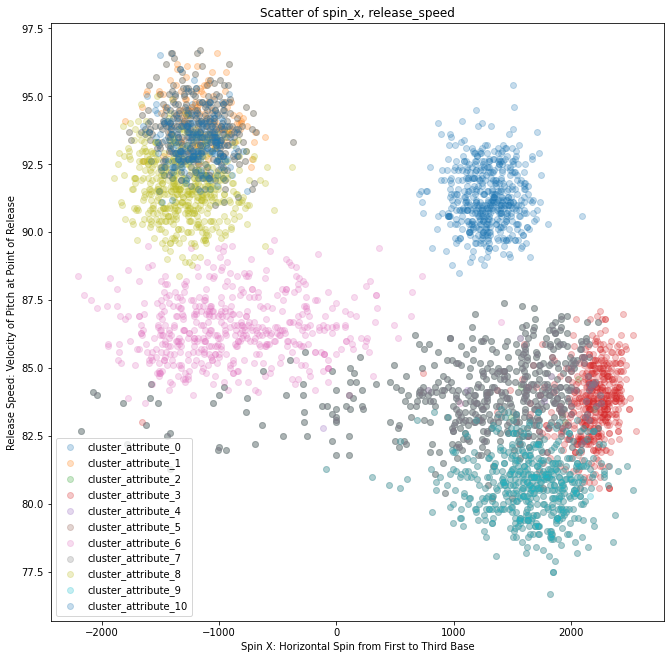 Scatter of spin_x, release_speed
Release Speed: Velocity of Pitch at Point of Release
97.5
95.0
92.5
90.0
87.5
85.0
82.5
80.0
77.5
cluster_attribute_0
cluster_attribute_1
cluster_attribute_2
cluster_attribute_3
cluster_attribute_4
cluster_attribute_5
cluster_attribute_6
cluster_attribute_7
cluster_attribute_8
cluster_attribute_9
cluster_attribute_10
−2000 −1000 0 1000 2000
Spin X: Horizontal Spin from First to Third Base